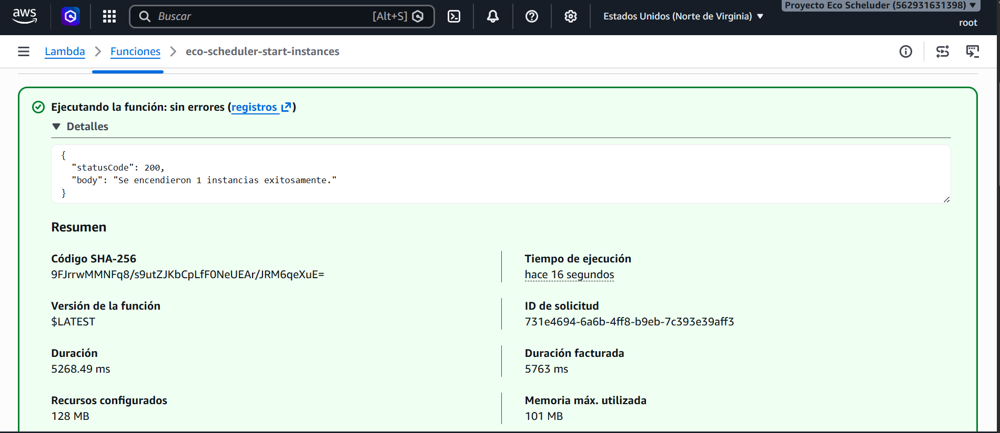 Proyecto Eco Scheluder (562931631398)
aws
Buscar
[Alt+S]
Estados Unidos (Norte de Virginia)
root
Lambda
Funciones
eco-scheduler-start-instances
Ejecutando la función: sin errores (registros)
Detalles
{
"statusCode": 200,
"body": "Se encendieron 1 instancias exitosamente."
}
Resumen
Código SHA-256
9FJrrwMMNFq8/s9utZJKbCpLfF0NeUEAr/JRM6qeXuE=
Tiempo de ejecución
hace 16 segundos
Versión de la función
$LATEST
ID de solicitud
731e4694-6a6b-4ff8-b9eb-7c393e39aff3
Duración
5268.49 ms
Duración facturada
5763 ms
Recursos configurados
128 MB
Memoria máx. utilizada
101 MB